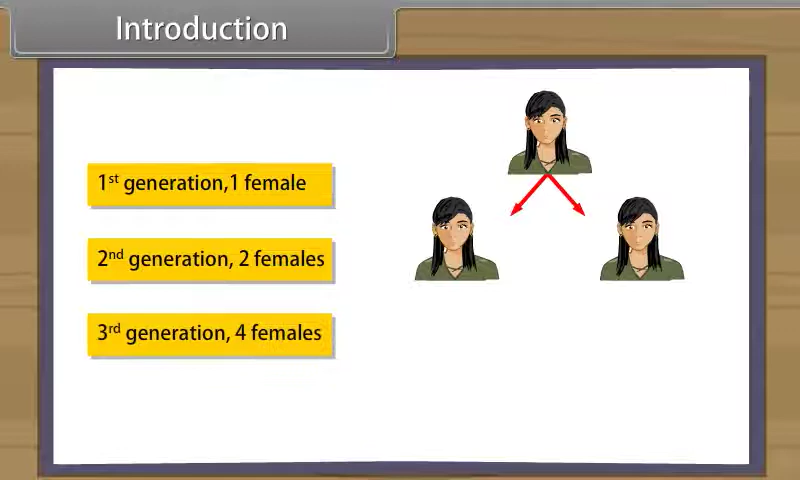 Introduction
1st generation,1 female
2nd generation, 2 females
3rd generation, 4 females